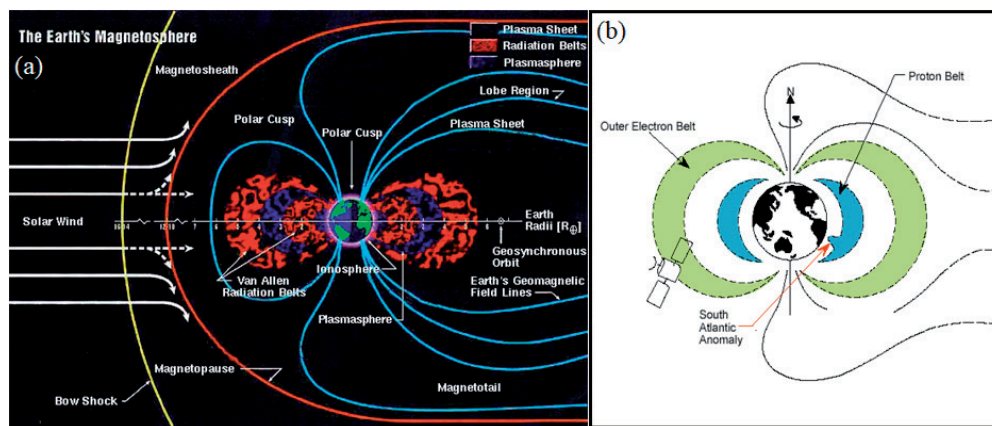 The Earth's Magnetosphere
(a)
Plasma Sheet
Radiation Belts
Plasmasphere
Magnetosheath
Lobe Region
Polar Cusp
Polar Cusp
Plasma Sheet
Solar Wind
Earth
Radii [R⊕]
Geosynchronous
Orbit
Ionosphere
Van Allen
Radiation Belts
Earth's Geomagnetic
Field Lines
Plasmasphere
Magnetopause
Magnetotail
Bow Shock
(b)
Proton Belt
N
Outer Electron Belt
South
Atlantic
Anomaly